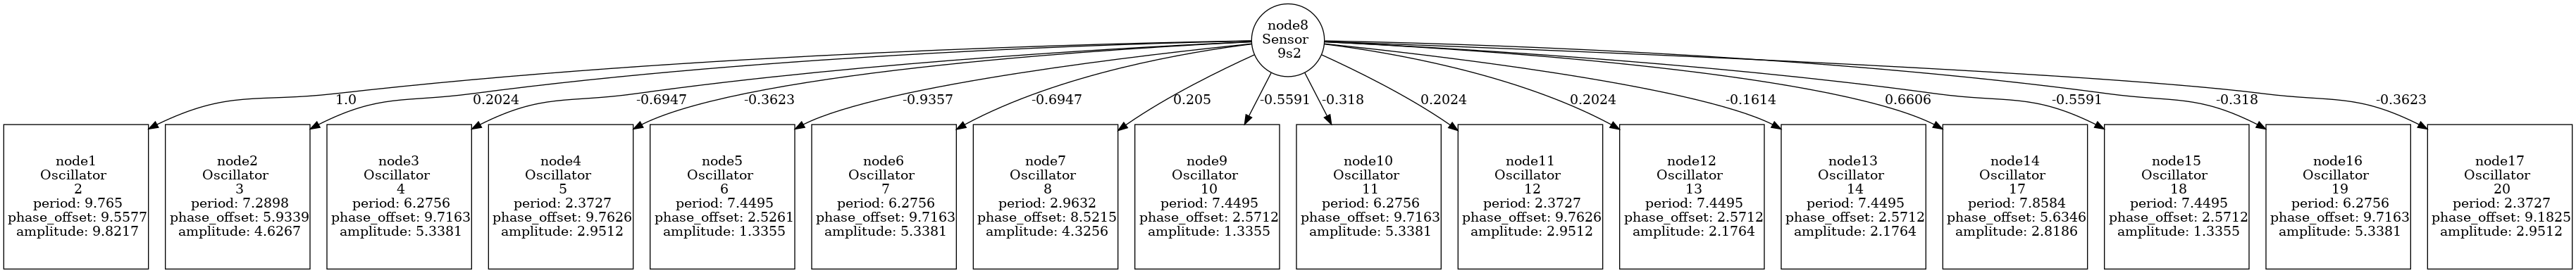 node8
Sensor
9s2
1.0
0.2024
-0.6947
-0.3623
-0.9357
-0.6947
0.205
-0.5591
-0.318
0.2024
0.2024
-0.1614
0.6606
-0.5591
-0.318
-0.3623
node1
Oscillator
2
period: 9.765
phase_offset: 9.5577
amplitude: 9.8217
node2
Oscillator
3
period: 7.2898
phase_offset: 5.9339
amplitude: 4.6267
node3
Oscillator
4
period: 6.2756
phase_offset: 9.7163
amplitude: 5.3381
node4
Oscillator
5
period: 2.3727
phase_offset: 9.7626
amplitude: 2.9512
node5
Oscillator
6
period: 7.4495
phase_offset: 2.5261
amplitude: 1.3355
node6
Oscillator
7
period: 6.2756
phase_offset: 9.7163
amplitude: 5.3381
node7
Oscillator
8
period: 2.9632
phase_offset: 8.5215
amplitude: 4.3256
node9
Oscillator
10
period: 7.4495
phase_offset: 2.5712
amplitude: 1.3355
node10
Oscillator
11
period: 6.2756
phase_offset: 9.7163
amplitude: 5.3381
node11
Oscillator
12
period: 2.3727
phase_offset: 9.7626
amplitude: 2.9512
node12
Oscillator
13
period: 7.4495
phase_offset: 2.5712
amplitude: 2.1764
node13
Oscillator
14
period: 7.4495
phase_offset: 2.5712
amplitude: 2.1764
node14
Oscillator
17
period: 7.8584
phase_offset: 5.6346
amplitude: 2.8186
node15
Oscillator
18
period: 7.4495
phase_offset: 2.5712
amplitude: 1.3355
node16
Oscillator
19
period: 6.2756
phase_offset: 9.7163
amplitude: 5.3381
node17
Oscillator
20
period: 2.3727
phase_offset: 9.1825
amplitude: 2.9512